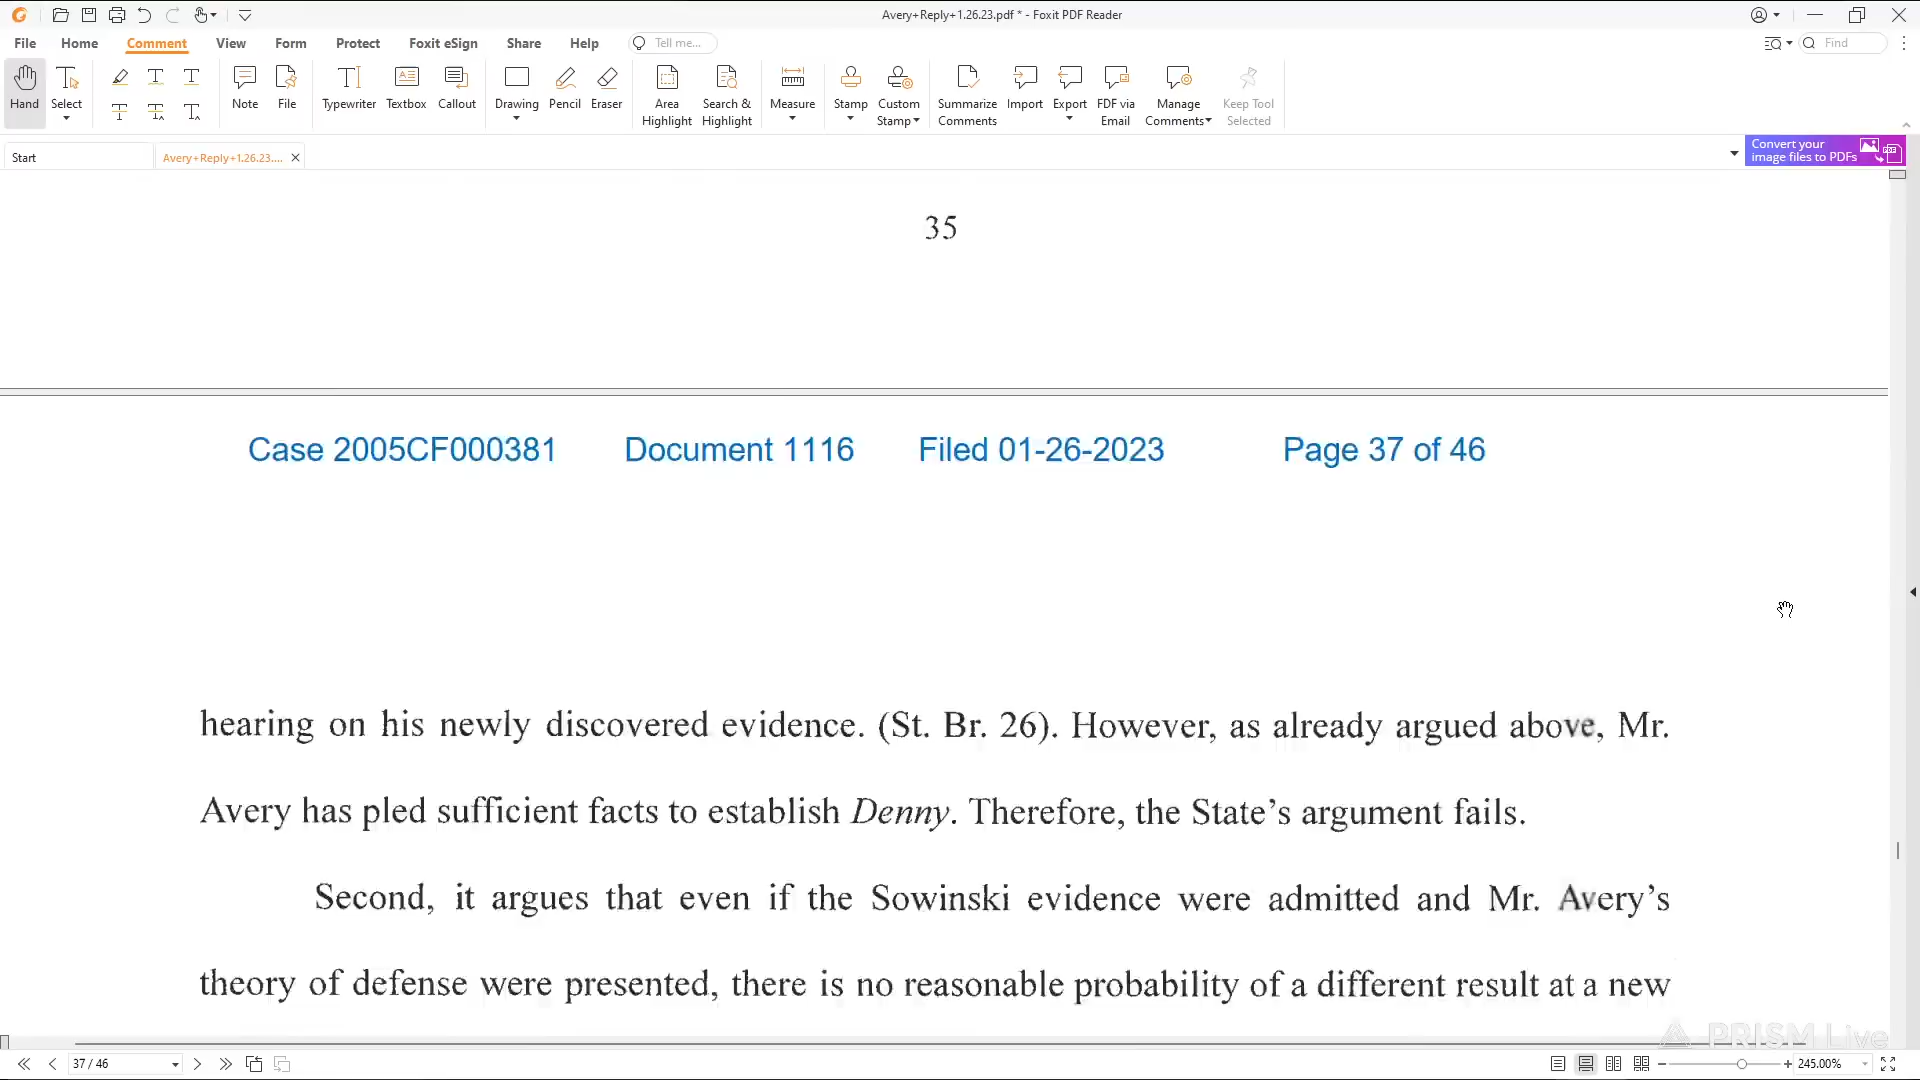 Avery+Reply+1.26.23.pdf * - Foxit PDF Reader
File Home Comment View Form Protect Foxit eSign Share Help Tell me... Find
Hand Select Note File Typewriter Textbox Callout Drawing Pencil Eraser Area Highlight Search & Highlight Measure Stamp Custom Stamp Summarize Comments Import Export FDF via Email Manage Comments Keep Tool Selected
Start Avery+Reply+1.26.23.... Convert your
image files to PDFs
35
Case 2005CF000381 Document 1116 Filed 01-26-2023 Page 37 of 46
hearing on his newly discovered evidence. (St. Br. 26). However, as already argued above, Mr.
Avery has pled sufficient facts to establish Denny. Therefore, the State’s argument fails.
Second, it argues that even if the Sowinski evidence were admitted and Mr. Avery’s
theory of defense were presented, there is no reasonable probability of a different result at a new
PRISM Live
37 / 46 245.00%